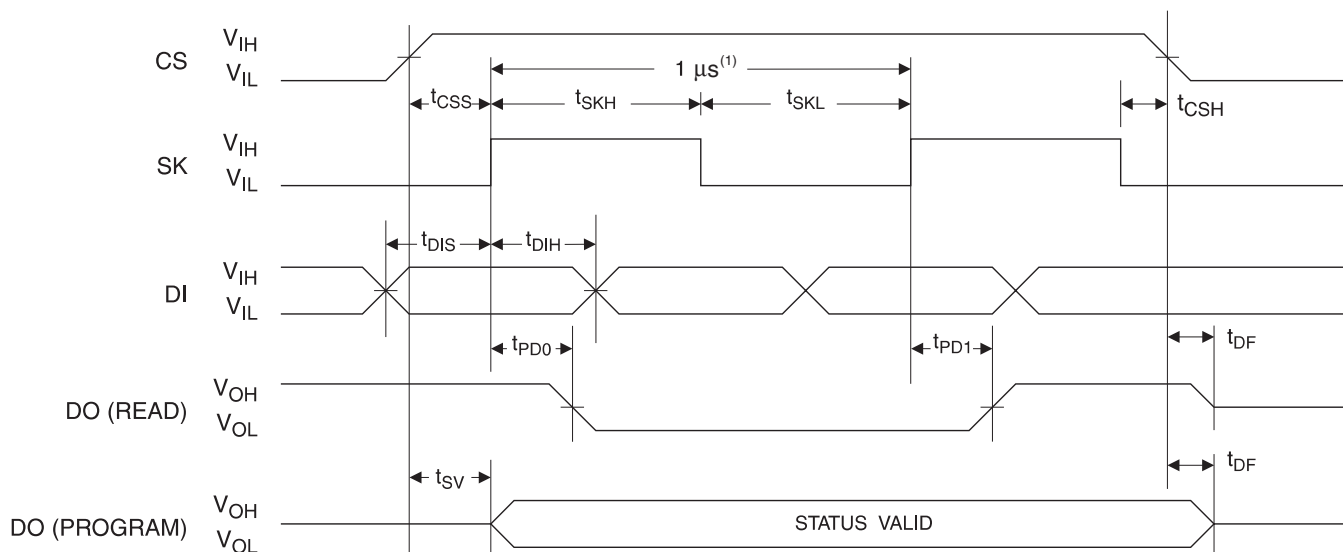 CS
V_IH
V_IL
1 µs(1)
t_CSS
t_SKH
t_SKL
t_CSH
SK
V_IH
V_IL
t_DIS
t_DIH
DI
V_IH
V_IL
t_PD0
t_PD1
t_DF
DO (READ)
V_OH
V_OL
t_SV
t_DF
DO (PROGRAM)
V_OH
V_OL
STATUS VALID